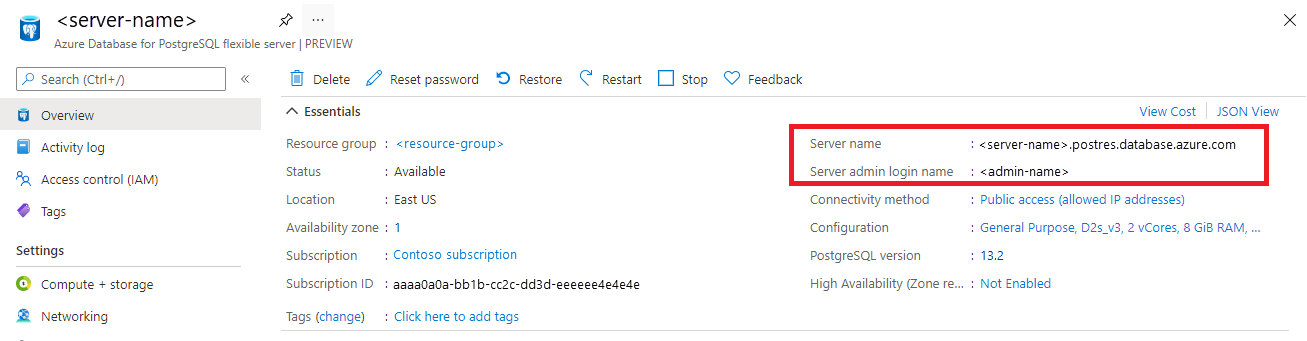 <server-name>
Azure Database for PostgreSQL flexible server | PREVIEW
Search (Ctrl+/)
«
Overview
Activity log
Access control (IAM)
Tags
Settings
Compute + storage
Networking
Delete
Reset password
Restore
Restart
Stop
Feedback
Essentials
View Cost
JSON View
Resource group : <resource-group>
Status : Available
Location : East US
Availability zone : 1
Subscription : Contoso subscription
Subscription ID : aaaa0a0a-bb1b-cc2c-dd3d-eeeeee4e4e4e
Tags (change) : Click here to add tags
Server name : <server-name>.postres.database.azure.com
Server admin login name : <admin-name>
Connectivity method : Public access (allowed IP addresses)
Configuration : General Purpose, D2s_v3, 2 vCores, 8 GiB RAM, ...
PostgreSQL version : 13.2
High Availability (Zone re... : Not Enabled